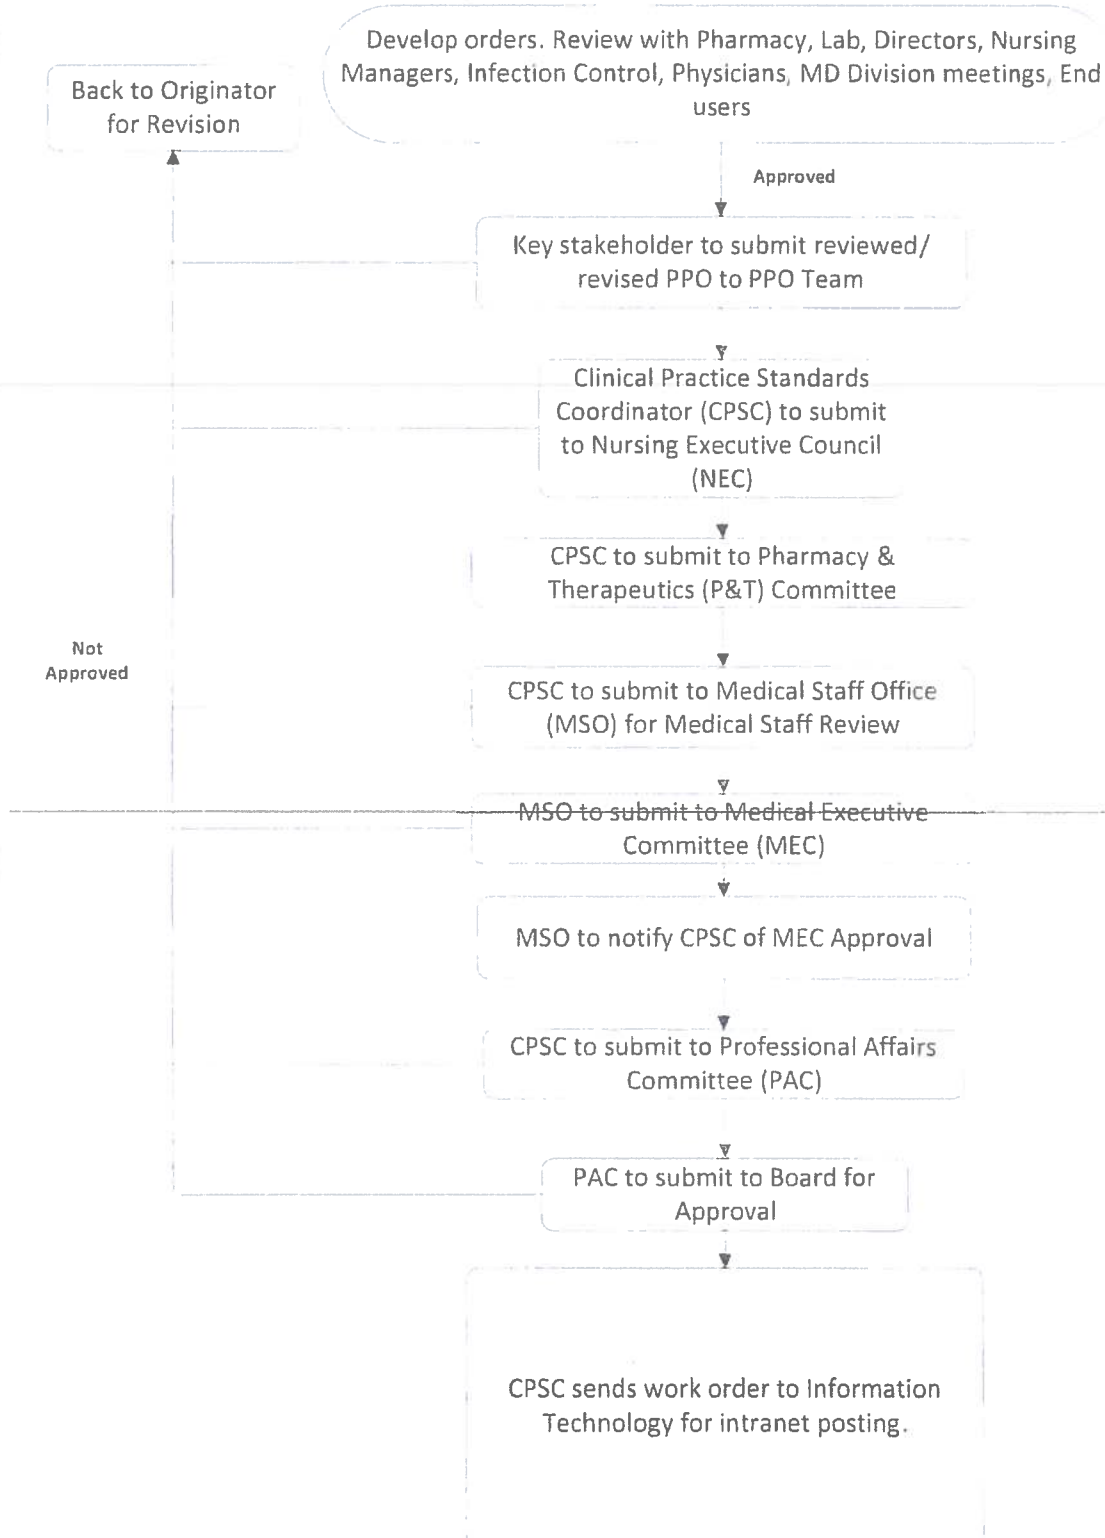 Develop orders. Review with Pharmacy, Lab, Directors, Nursing
Managers, Infection Control, Physicians, MD Division meetings, End
users
Back to Originator
for Revision
Approved
Key stakeholder to submit reviewed/
revised PPO to PPO Team
Clinical Practice Standards
Coordinator (CPSC) to submit
to Nursing Executive Council
(NEC)
CPSC to submit to Pharmacy &
Therapeutics (P&T) Committee
Not
Approved
CPSC to submit to Medical Staff Office
(MSO) for Medical Staff Review
MSO to submit to Medical Executive
Committee (MEC)
MSO to notify CPSC of MEC Approval
CPSC to submit to Professional Affairs
Committee (PAC)
PAC to submit to Board for
Approval
CPSC sends work order to Information
Technology for intranet posting.